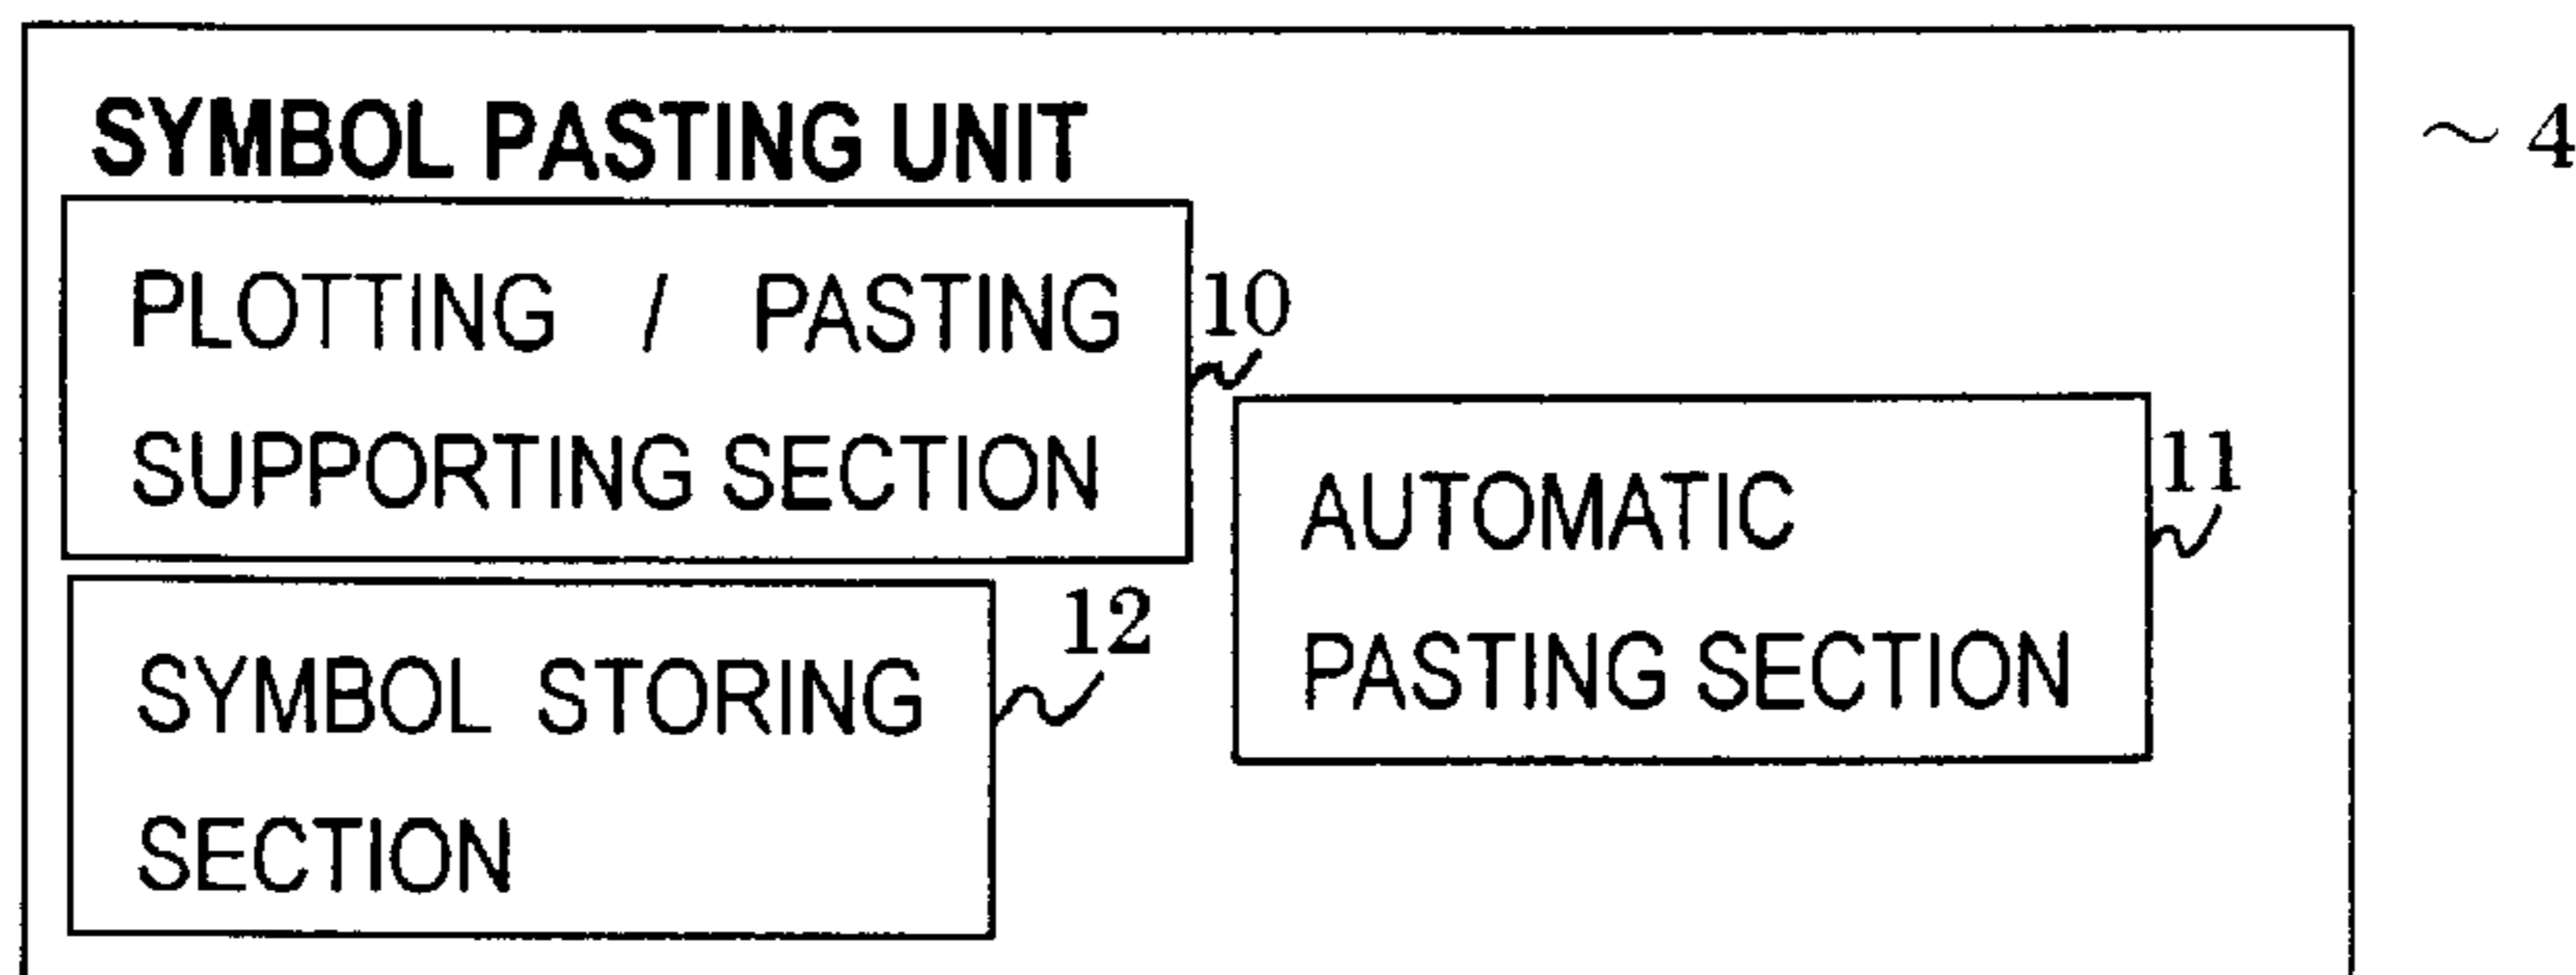 SYMBOL PASTING UNIT
~ 4
PLOTTING / PASTING
SUPPORTING SECTION
10
AUTOMATIC
PASTING SECTION
11
SYMBOL STORING
SECTION
12